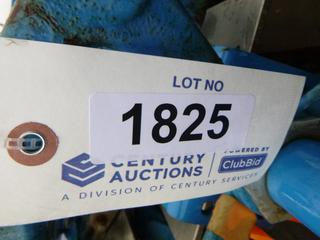 LOT NO
1825
CENTURY
AUCTIONS
POWERED BY
ClubBid
A DIVISION OF CENTURY SERVICES